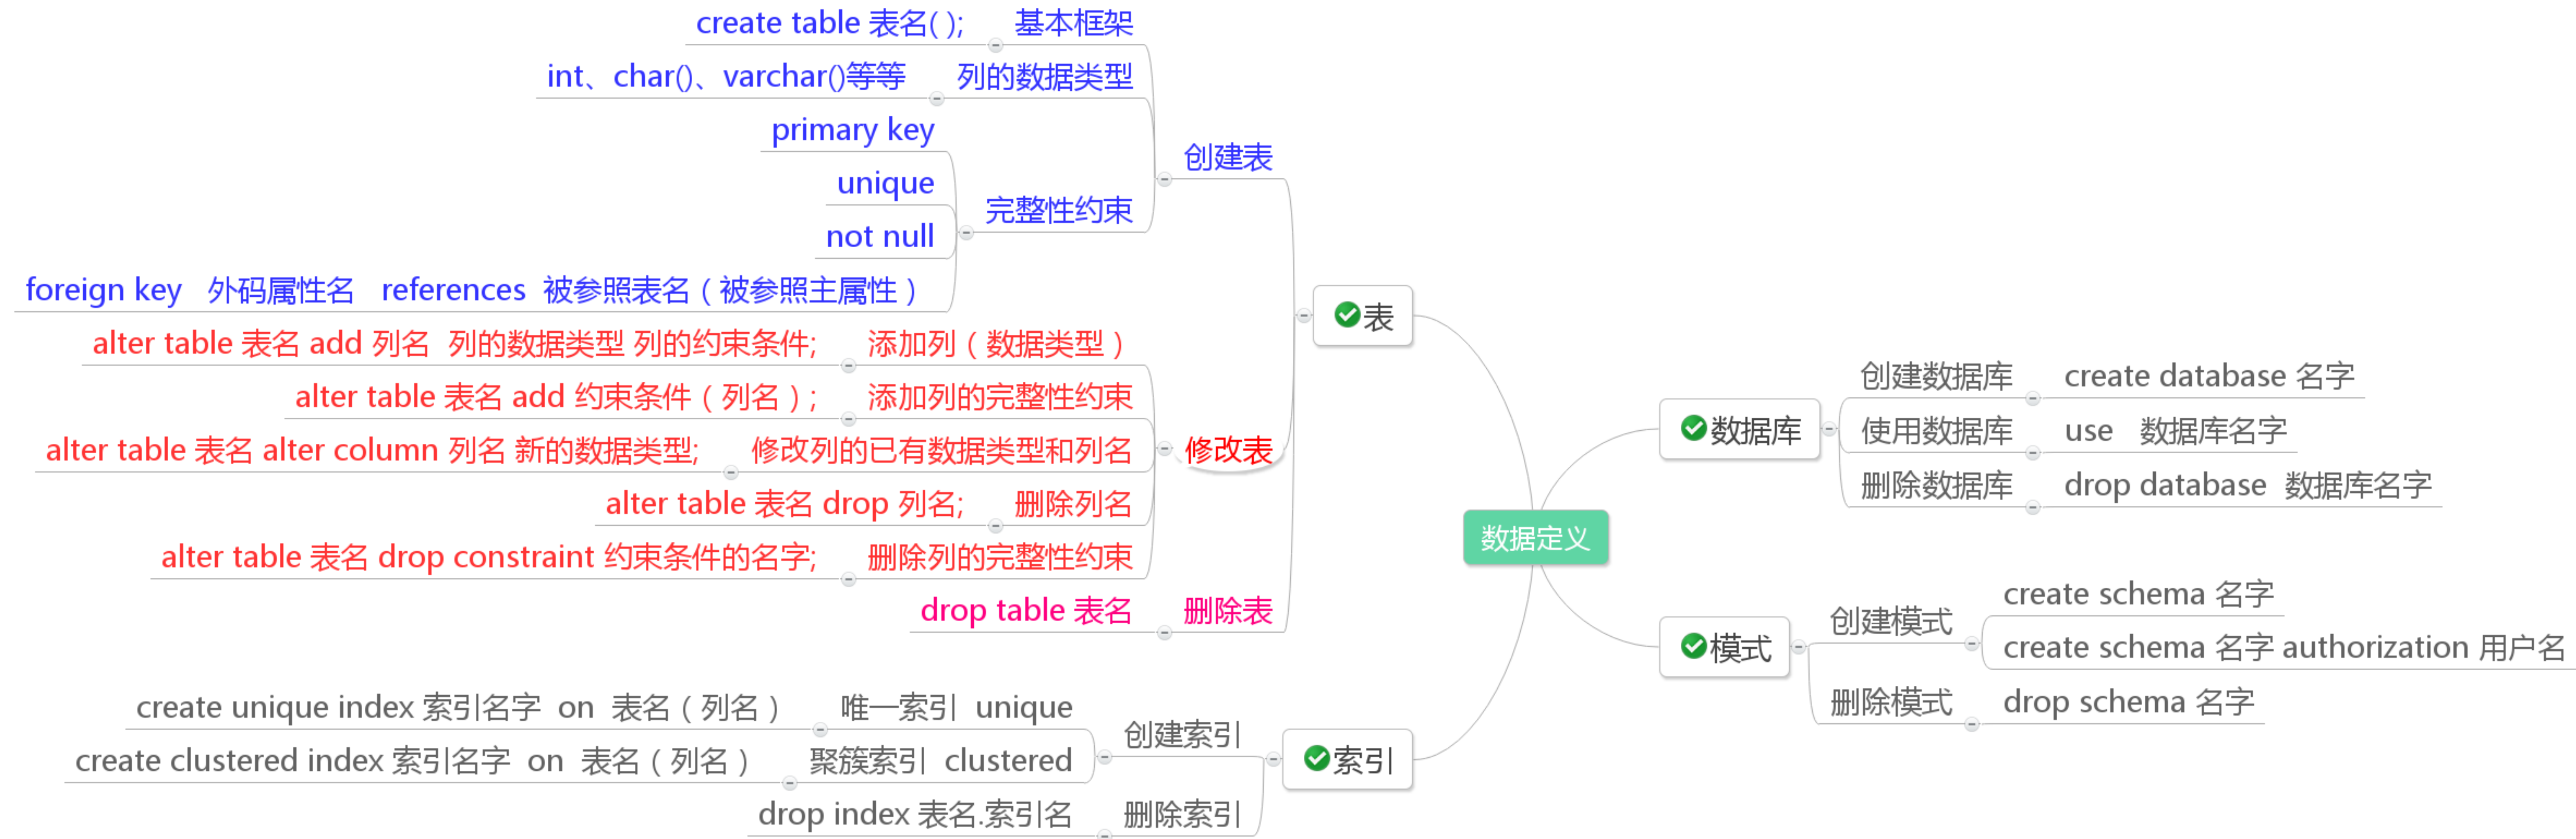 数据定义
数据库
创建数据库
create database 名字
使用数据库
use 数据库名字
删除数据库
drop database 数据库名字
模式
创建模式
create schema 名字
create schema 名字 authorization 用户名
删除模式
drop schema 名字
表
创建表
基本框架
create table 表名( );
列的数据类型
int、char()、varchar()等等
完整性约束
primary key
unique
not null
foreign key 外码属性名 references 被参照表名（被参照主属性）
修改表
添加列（数据类型）
alter table 表名 add 列名 列的数据类型 列的约束条件;
添加列的完整性约束
alter table 表名 add 约束条件（列名）;
修改列的已有数据类型和列名
alter table 表名 alter column 列名 新的数据类型;
删除列名
alter table 表名 drop 列名;
删除列的完整性约束
alter table 表名 drop constraint 约束条件的名字;
删除表
drop table 表名
索引
创建索引
唯一索引 unique
create unique index 索引名字 on 表名（列名）
聚簇索引 clustered
create clustered index 索引名字 on 表名（列名）
删除索引
drop index 表名.索引名